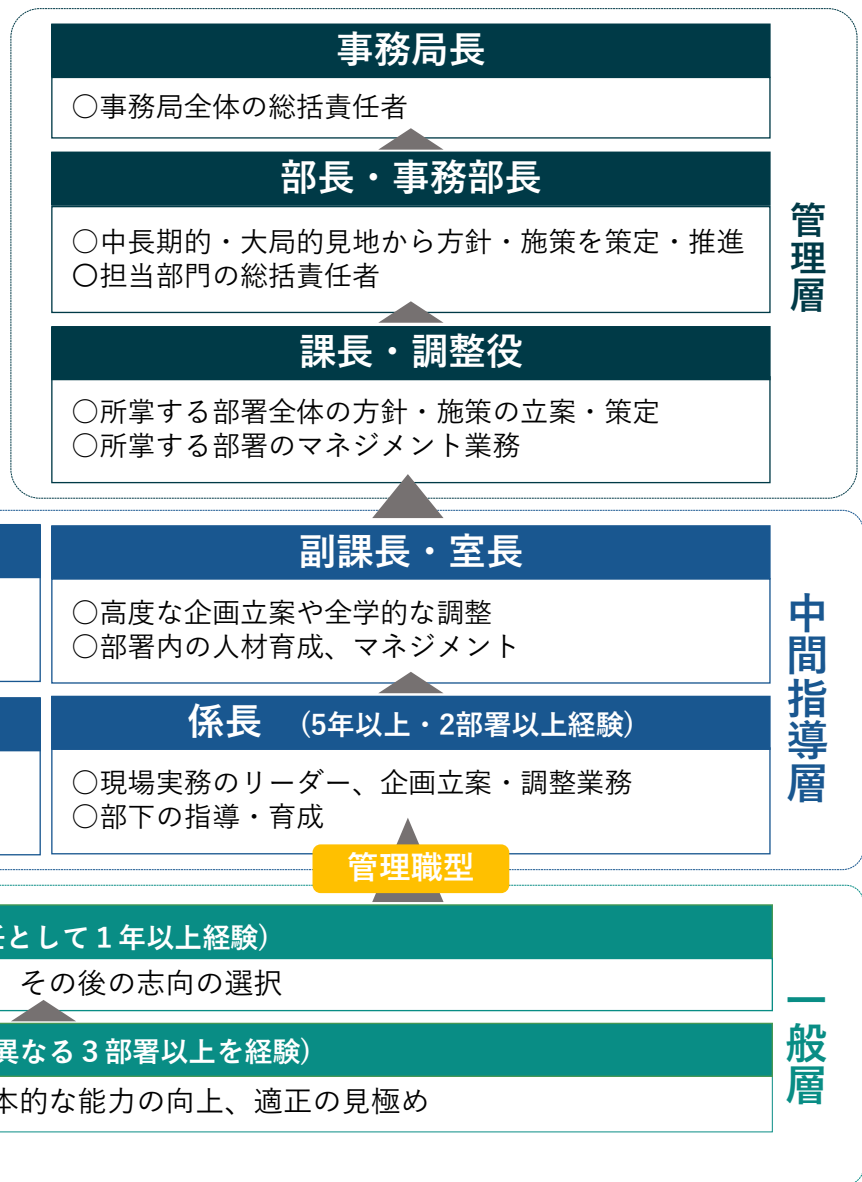 事務局長
○事務局全体の総括責任者
部長・事務部長
○中長期的・大局的見地から方針・施策を策定・推進
〇担当部門の総括責任者
課長・調整役
○所掌する部署全体の方針・施策の立案・策定
○所掌する部署のマネジメント業務
管理層
副課長・室長
○高度な企画立案や全学的な調整
○部署内の人材育成、マネジメント
係長 (5年以上・2部署以上経験)
○現場実務のリーダー、企画立案・調整業務
○部下の指導・育成
中間指導層
管理職型
として１年以上経験)
その後の志向の選択
異なる３部署以上を経験)
本的な能力の向上、適正の見極め
一般層